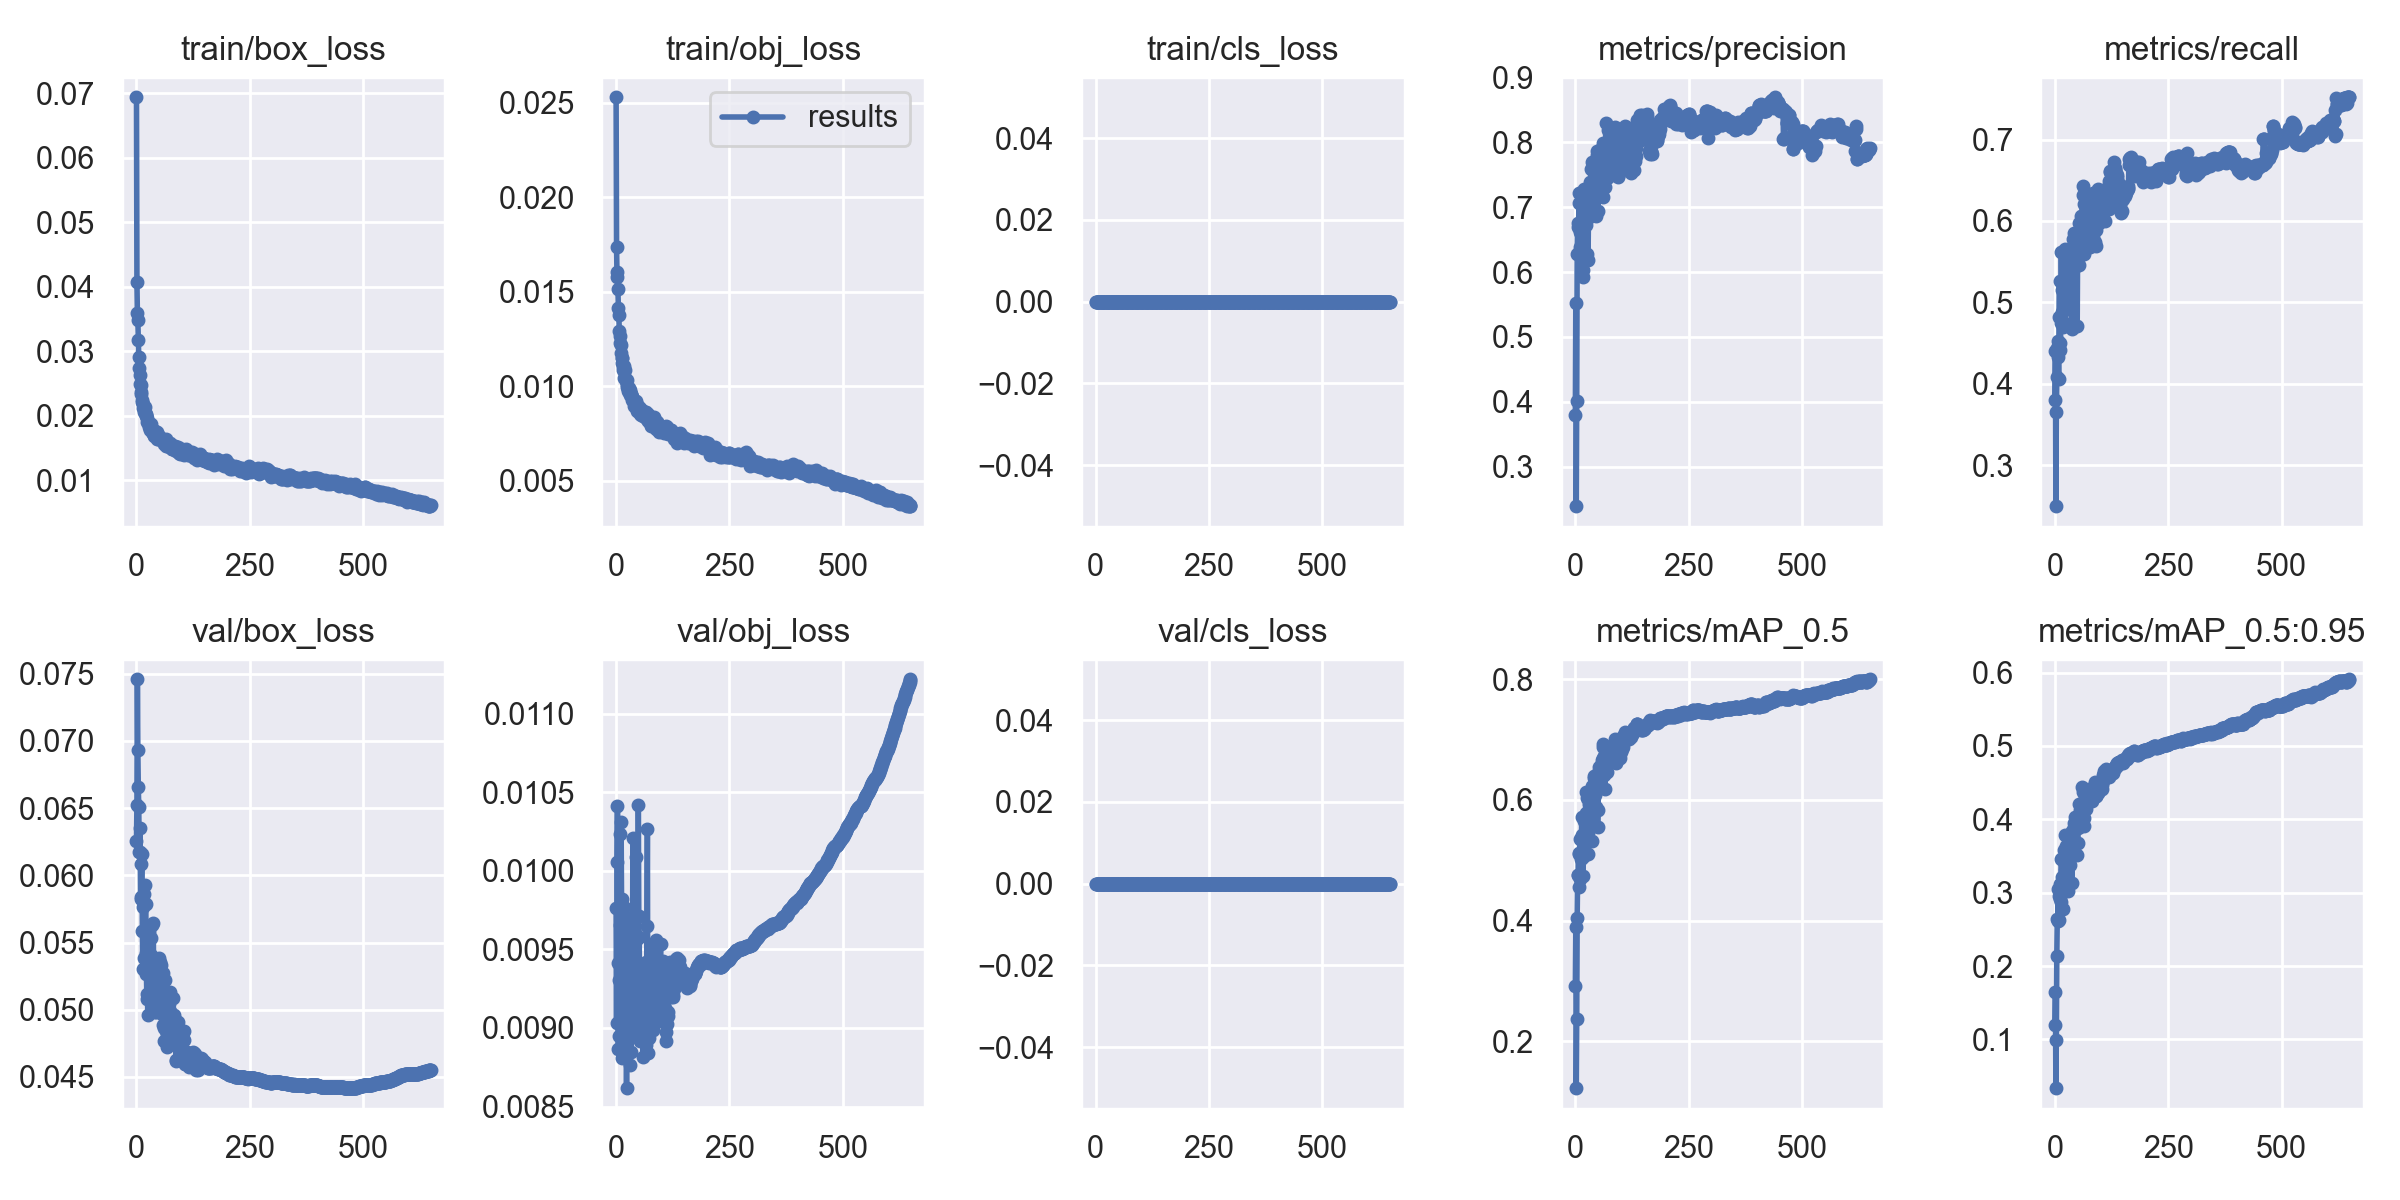 train/box_loss
0.07
0.06
0.05
0.04
0.03
0.02
0.01
0 250 500
train/obj_loss
results
0.025
0.020
0.015
0.010
0.005
0 250 500
train/cls_loss
0.04
0.02
0.00
−0.02
−0.04
0 250 500
metrics/precision
0.9
0.8
0.7
0.6
0.5
0.4
0.3
0 250 500
metrics/recall
0.7
0.6
0.5
0.4
0.3
0 250 500
val/box_loss
0.075
0.070
0.065
0.060
0.055
0.050
0.045
0 250 500
val/obj_loss
0.0110
0.0105
0.0100
0.0095
0.0090
0.0085
0 250 500
val/cls_loss
0.04
0.02
0.00
−0.02
−0.04
0 250 500
metrics/mAP_0.5
0.8
0.6
0.4
0.2
0 250 500
metrics/mAP_0.5:0.95
0.6
0.5
0.4
0.3
0.2
0.1
0 250 500